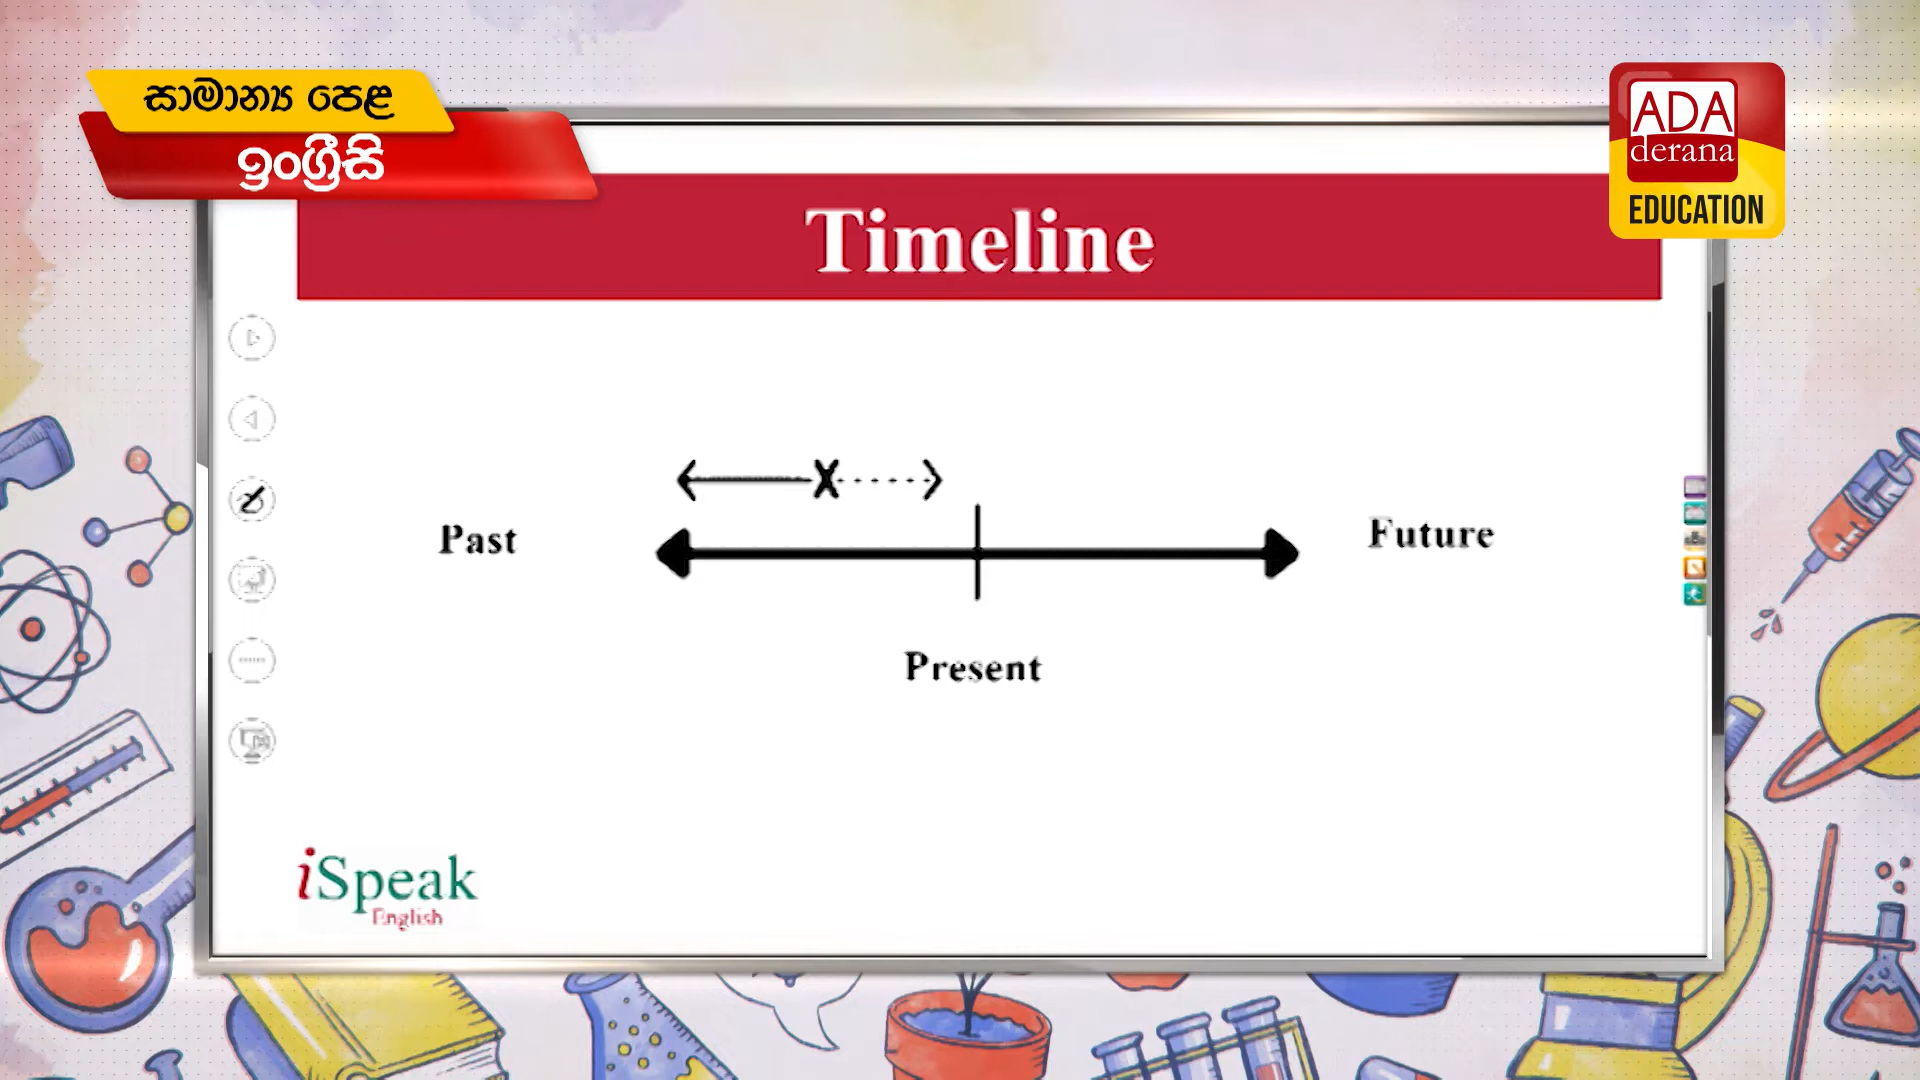 සාමාන්‍ය පෙළ
ඉංග්‍රීසි
ADA
derana
EDUCATION
Timeline
X
Past
Future
Present
iSpeak
English